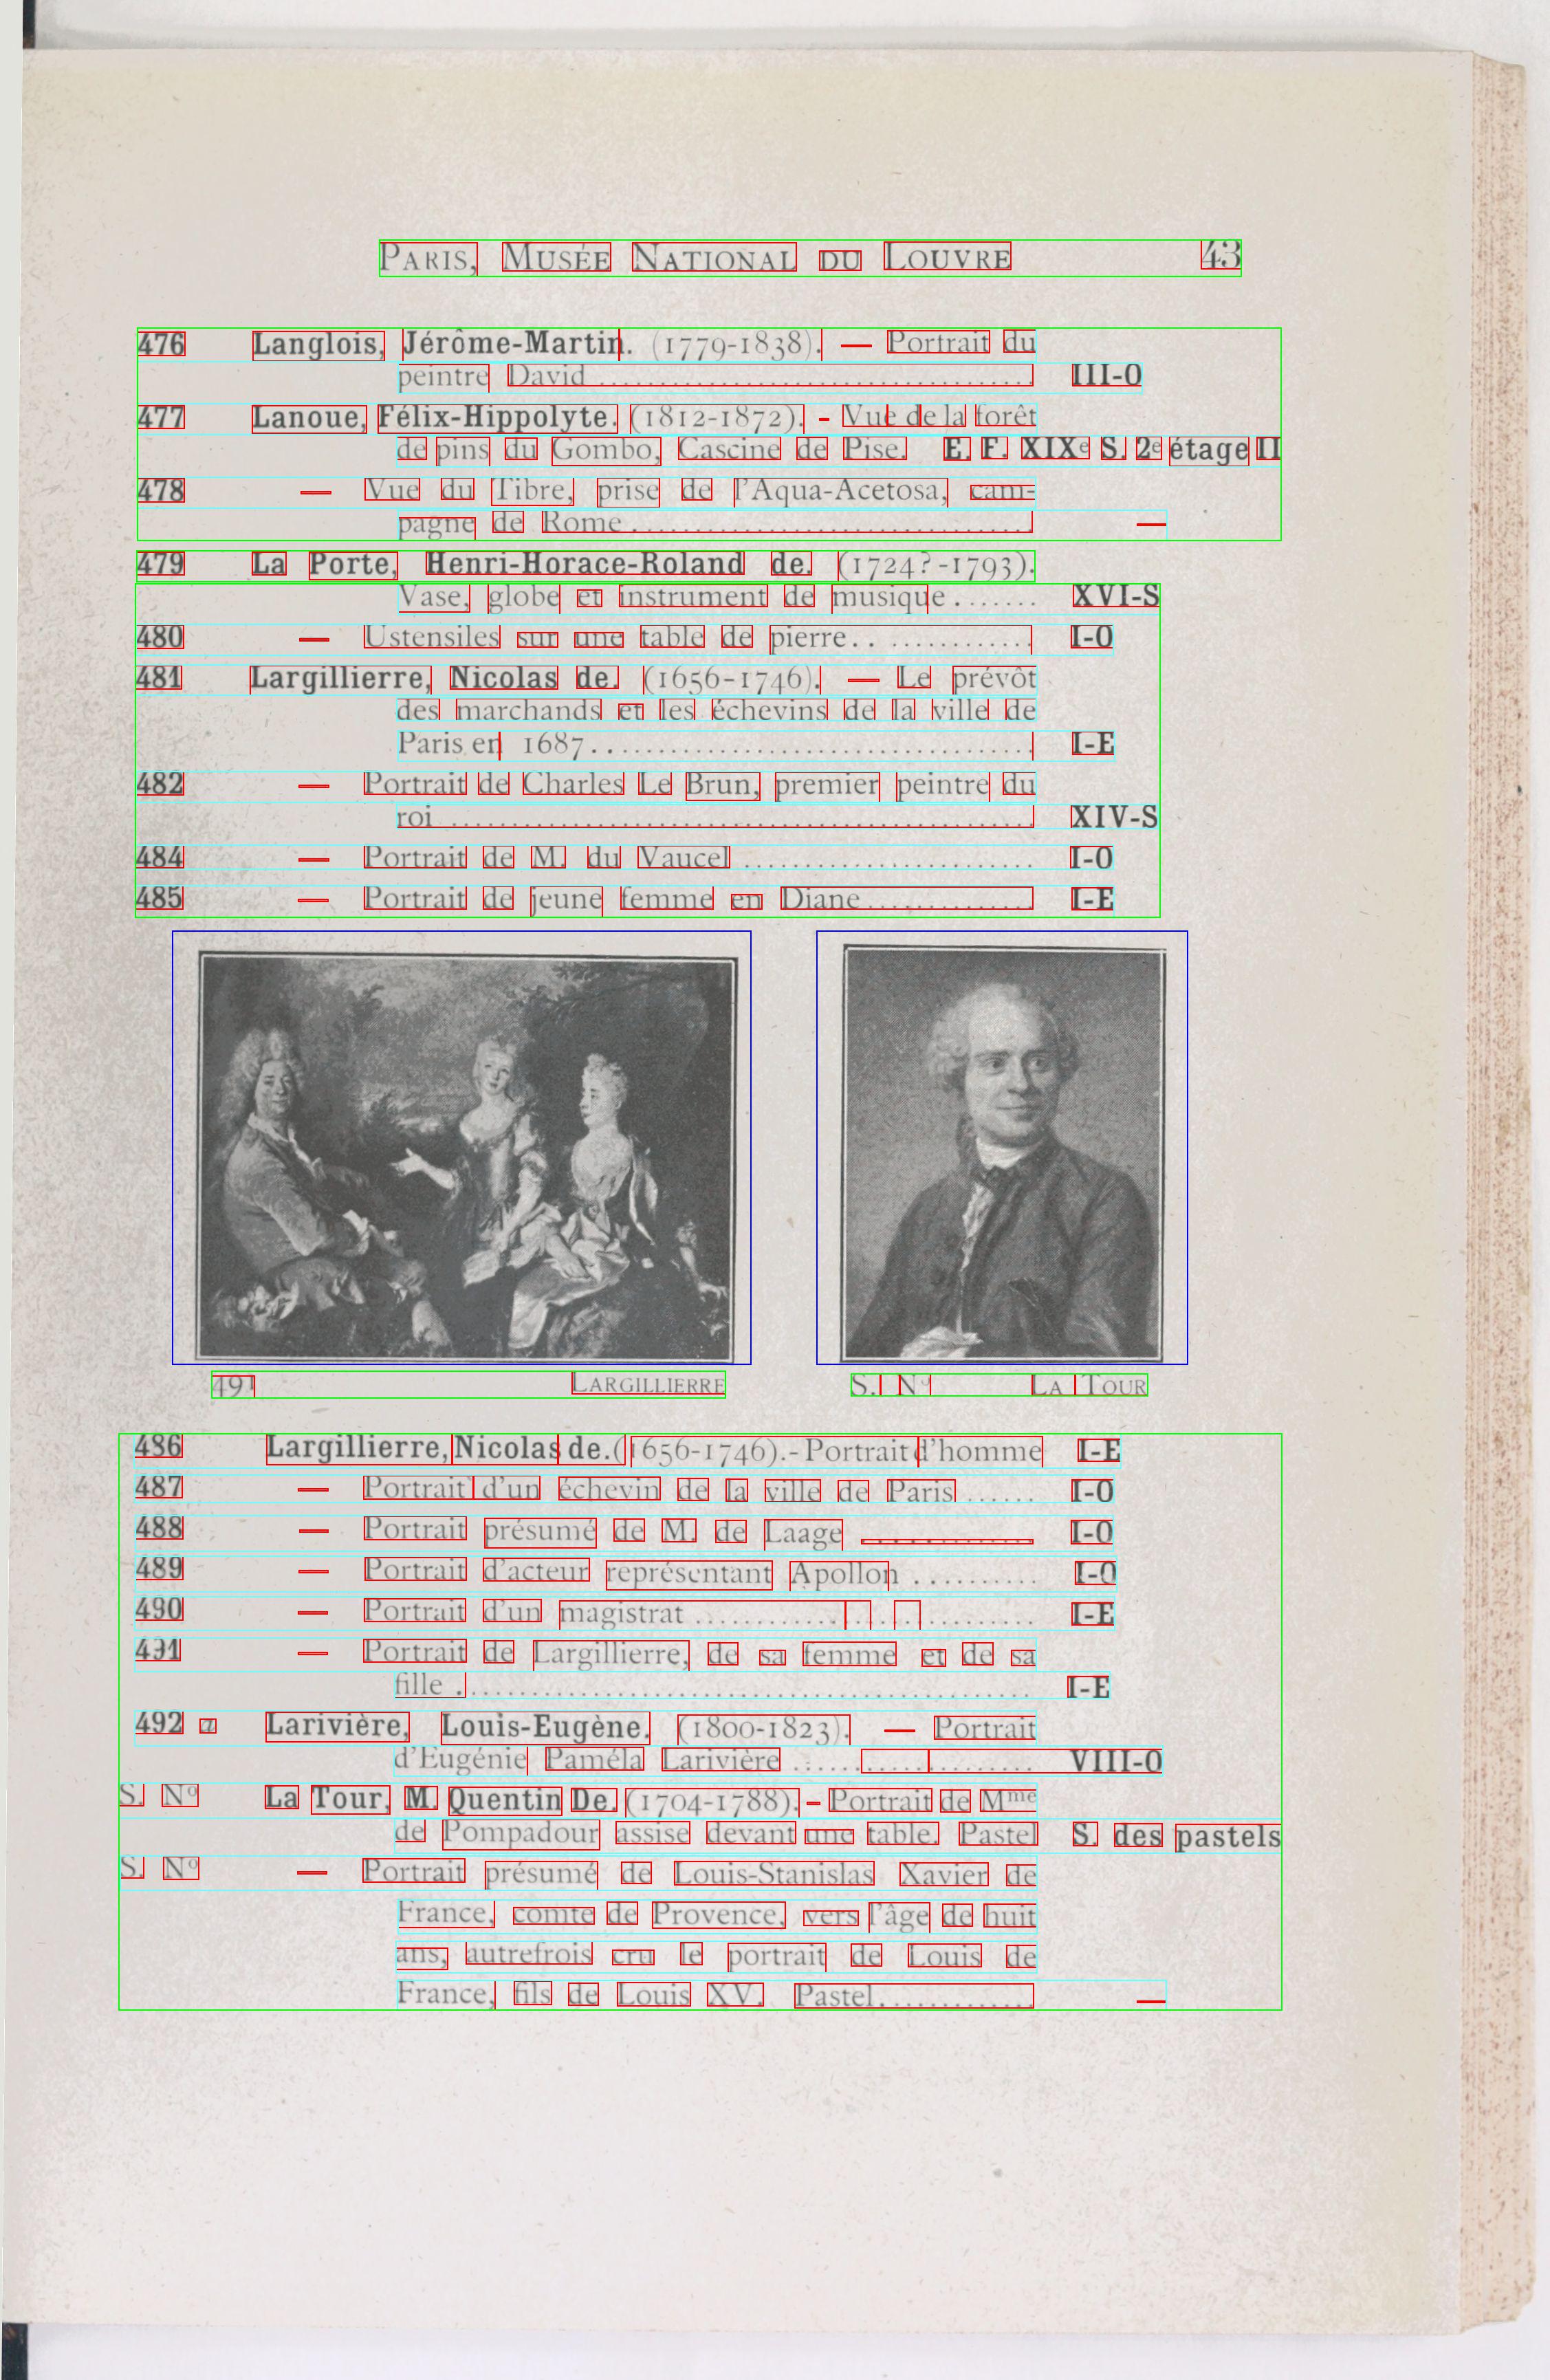 PARIS, MUSÉE NATIONAL DU LOUVRE 43
476 Langlois, Jérôme-Martin. (1779-1838). — Portrait du
peintre David.................................... III-O
477 Lanoue, Félix-Hippolyte. (1812-1872). - Vue de la forêt
de pins du Gombo, Cascine de Pise. E. F. XIXe S. 2e étage II
478 — Vue du Tibre, prise de l'Aqua-Acetosa, cam-
pagne de Rome.............................. —
479 La Porte, Henri-Horace-Roland de. (1724?-1793).
Vase, globe et instrument de musique....... XVI-S
480 — Ustensiles sur une table de pierre.. ............ I-O
481 Largillierre, Nicolas de. (1656-1746). — Le prévôt
des marchands et les échevins de la ville de
Paris en 1687.................................... I-E
482 — Portrait de Charles Le Brun, premier peintre du
roi ............................................... XIV-S
484 — Portrait de M. du Vaucel ........................ I-O
485 — Portrait de jeune femme en Diane.............. I-E
491 LARGILLIERRE
S. No LA TOUR
486 Largillierre, Nicolas de. (1656-1746).- Portrait d'homme I-E
487 — Portrait d'un échevin de la ville de Paris ...... I-O
488 — Portrait présumé de M. de Laage .............. I-O
489 — Portrait d'acteur représentant Apollon .......... I-O
490 — Portrait d'un magistrat ............................ I-E
491 — Portrait de Largillierre, de sa femme et de sa
fille ............................................... I-E
492 a Larivière, Louis-Eugène. (1800-1823). — Portrait
d'Eugénie Paméla Larivière .................... VIII-O
S. No La Tour, M. Quentin De. (1704-1788). - Portrait de Mme
de Pompadour assise devant une table. Pastel S. des pastels
S. No — Portrait présumé de Louis-Stanislas Xavier de
France, comte de Provence, vers l'âge de huit
ans, autrefrois cru le portrait de Louis de
France, fils de Louis XV. Pastel............. —